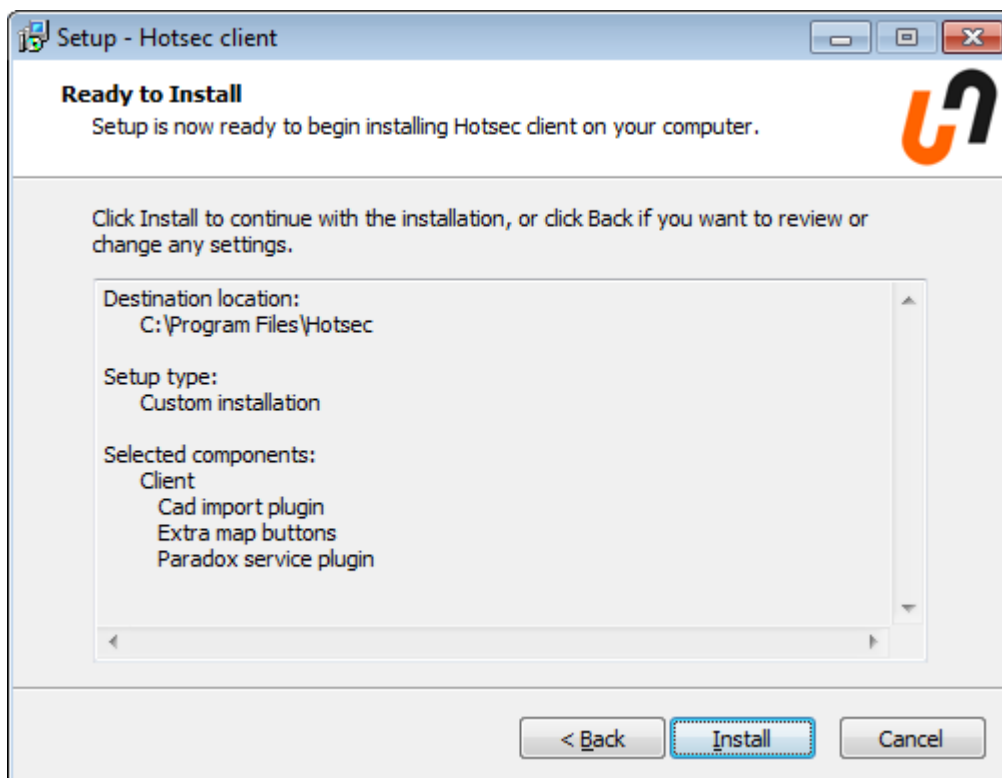 Setup - Hotsec client
Ready to Install
Setup is now ready to begin installing Hotsec client on your computer.
Click Install to continue with the installation, or click Back if you want to review or
change any settings.
Destination location:
C:\Program Files\Hotsec
Setup type:
Custom installation
Selected components:
Client
Cad import plugin
Extra map buttons
Paradox service plugin
< Back Install Cancel